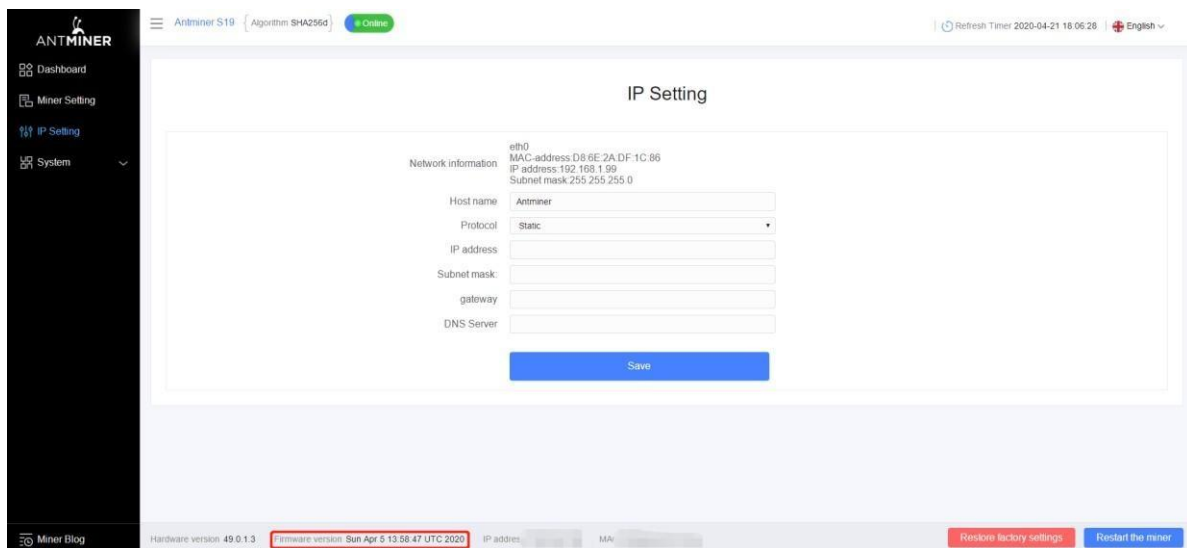 ANTMINER
Antminer S19 { Algorithm SHA256d } Online
Refresh Timer 2020-04-21 18:06:28 English
Dashboard
Miner Setting
IP Setting
System
IP Setting
Network information
eth0
MAC-address:D8:6E:2A:DF:1C:86
IP address:192.168.1.99
Subnet mask:255.255.255.0
Host name Antminer
Protocol Static
IP address
Subnet mask:
gateway
DNS Server
Save
Miner Blog
Hardware version 49.0.1.3 Firmware version Sun Apr 5 13:58:47 UTC 2020 IP addres MA
Restore factory settings Restart the miner